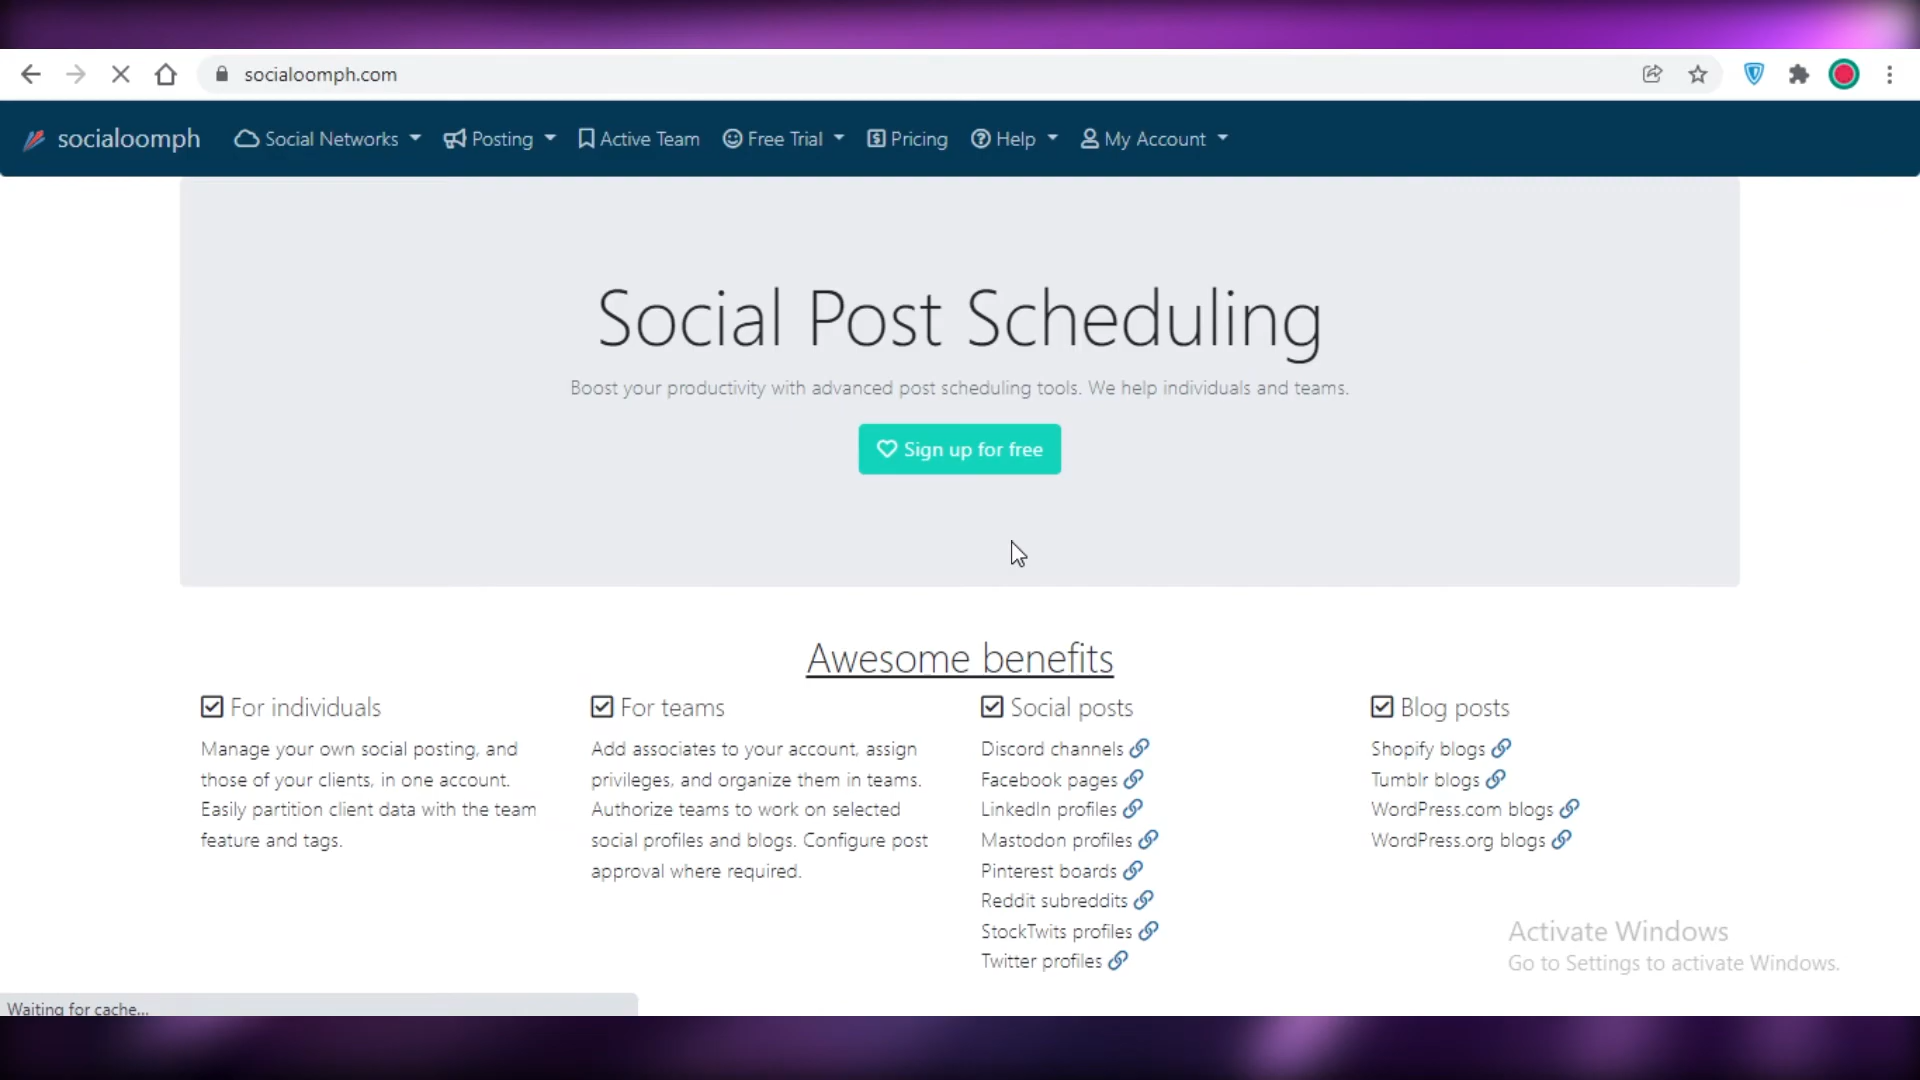 socialoomph.com
socialoomph Social Networks Posting Active Team Free Trial Pricing Help My Account
Social Post Scheduling
Boost your productivity with advanced post scheduling tools. We help individuals and teams.
Sign up for free
Awesome benefits
For individuals
Manage your own social posting, and
those of your clients, in one account.
Easily partition client data with the team
feature and tags.
For teams
Add associates to your account, assign
privileges, and organize them in teams.
Authorize teams to work on selected
social profiles and blogs. Configure post
approval where required.
Social posts
Discord channels
Facebook pages
LinkedIn profiles
Mastodon profiles
Pinterest boards
Reddit subreddits
StockTwits profiles
Twitter profiles
Blog posts
Shopify blogs
Tumblr blogs
WordPress.com blogs
WordPress.org blogs
Activate Windows
Go to Settings to activate Windows.
Waiting for cache...